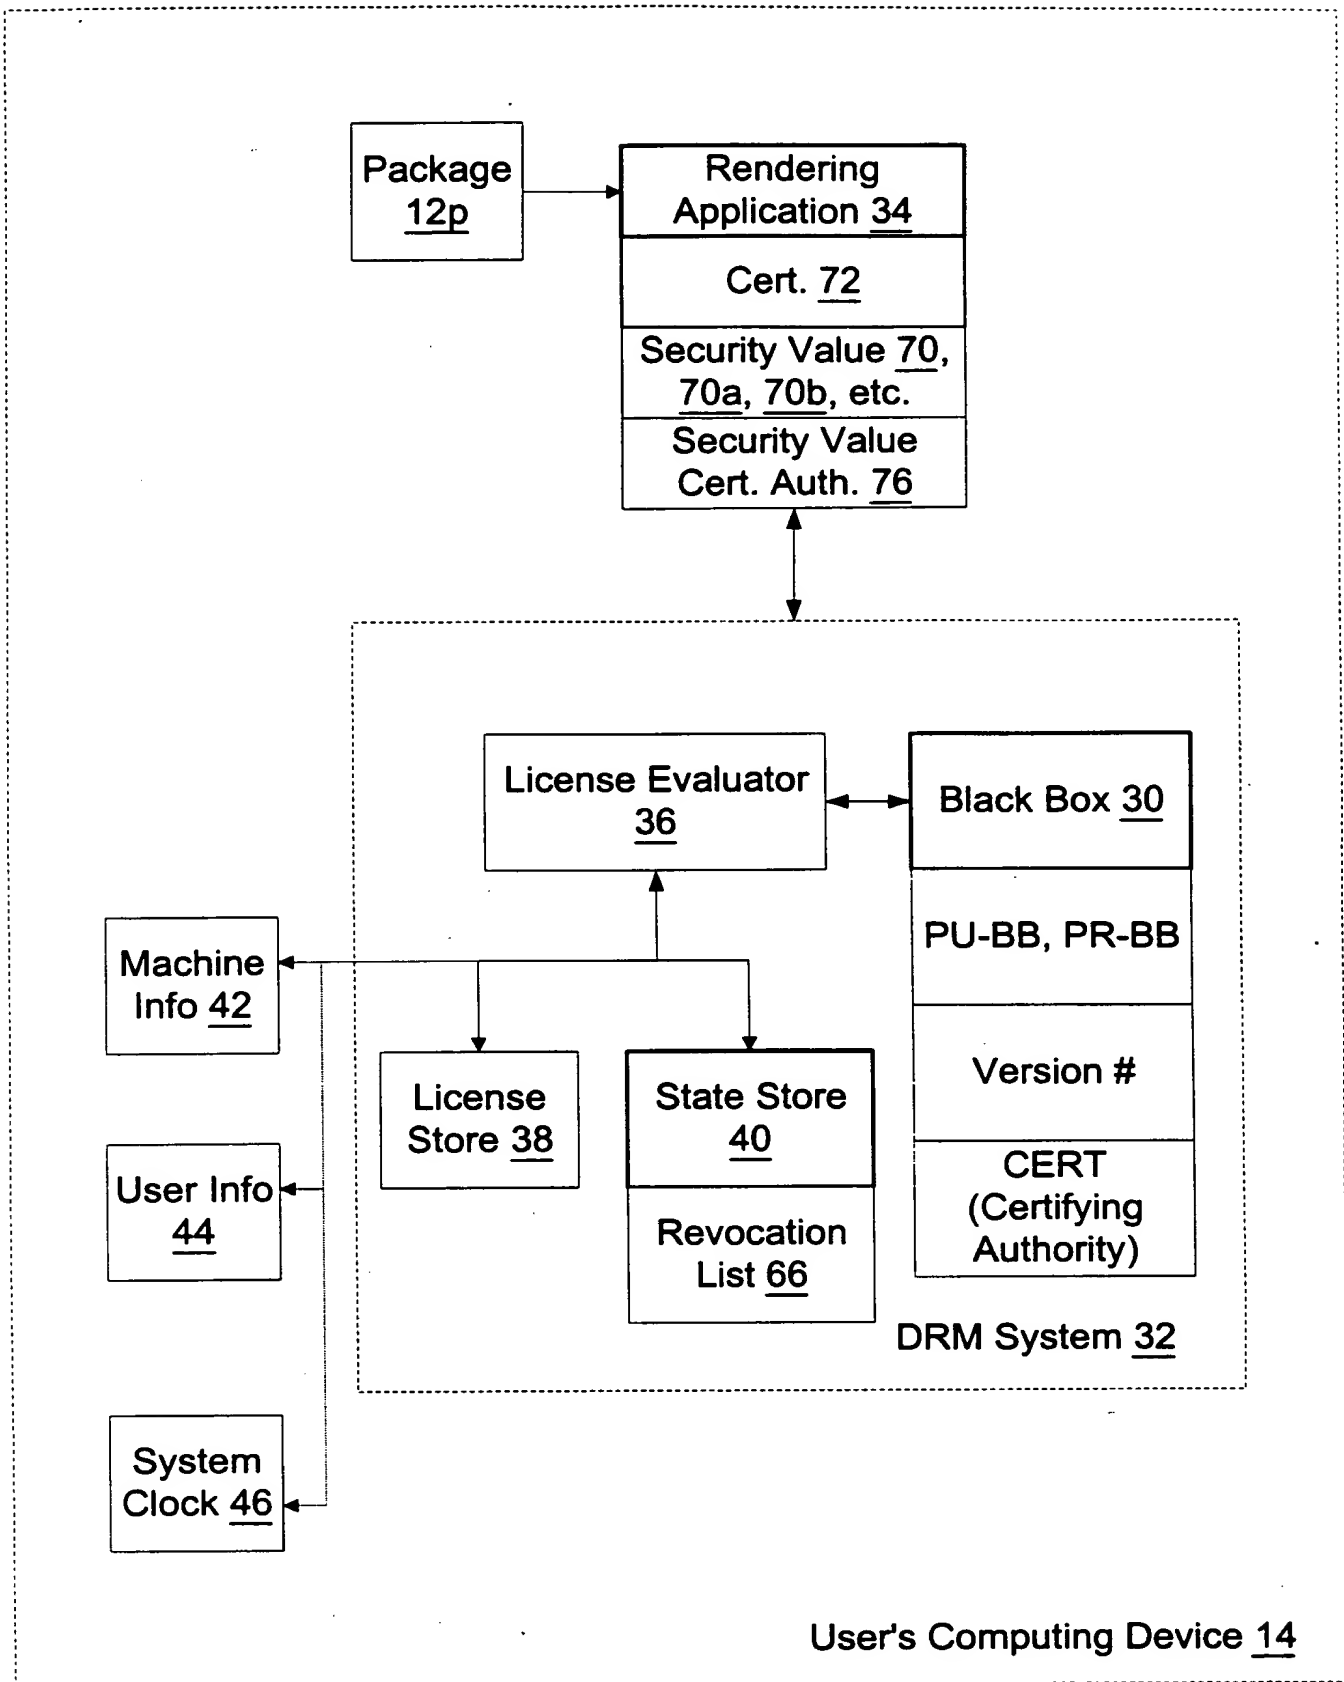 Package
12p
Rendering
Application 34
Cert. 72
Security Value 70,
70a, 70b, etc.
Security Value
Cert. Auth. 76
License Evaluator
36
Black Box 30
PU-BB, PR-BB
Version #
CERT
(Certifying
Authority)
Machine
Info 42
License
Store 38
State Store
40
Revocation
List 66
User Info
44
DRM System 32
System
Clock 46
User's Computing Device 14